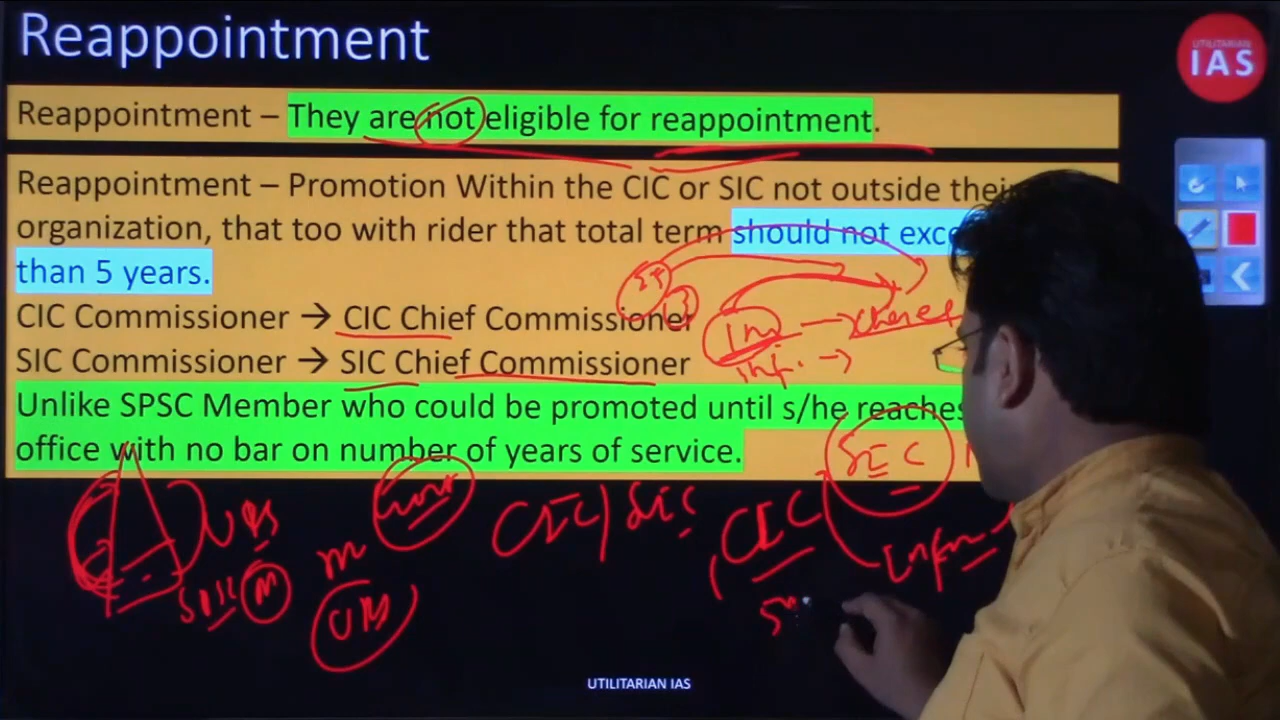 Reappointment
UTILITARIAN
IAS
Reappointment – They are not eligible for reappointment.
Reappointment – Promotion Within the CIC or SIC not outside their
organization, that too with rider that total term should not exc
than 5 years.
CIC Commissioner → CIC Chief Commissioner
SIC Commissioner → SIC Chief Commissioner
Unlike SPSC Member who could be promoted until s/he reaches
office with no bar on number of years of service.
SIC
CIC/ SIC
CIC
M
M
UTILITARIAN IAS